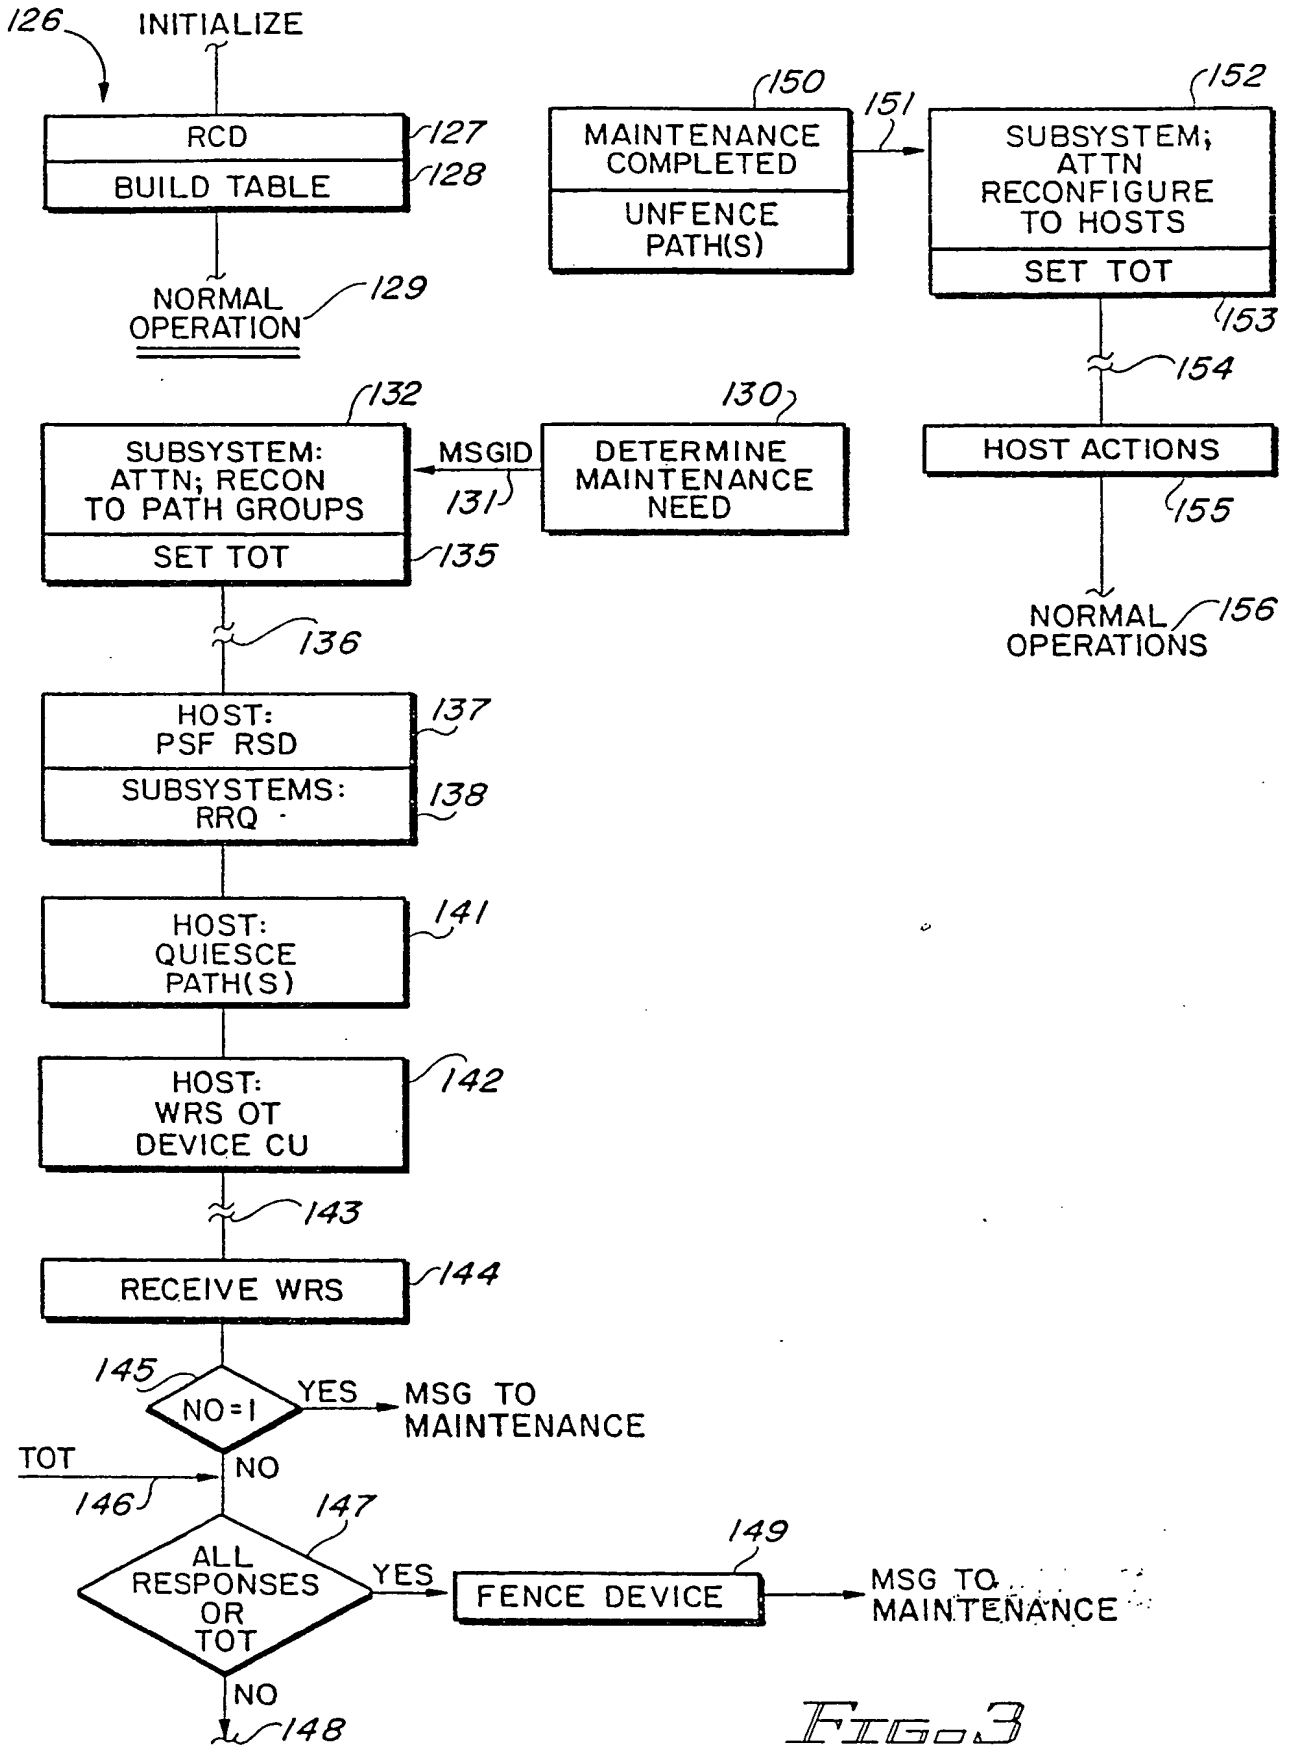 126
INITIALIZE
RCD
127
BUILD TABLE
128
NORMAL
OPERATION
129
150
MAINTENANCE
COMPLETED
UNFENCE
PATH(S)
151
152
SUBSYSTEM;
ATTN
RECONFIGURE
TO HOSTS
SET TOT
153
154
HOST ACTIONS
155
NORMAL
OPERATIONS
156
130
DETERMINE
MAINTENANCE
NEED
MSGID
131
132
SUBSYSTEM:
ATTN; RECON
TO PATH GROUPS
SET TOT
135
136
HOST:
PSF RSD
137
SUBSYSTEMS:
RRQ
138
HOST:
QUIESCE
PATH(S)
141
HOST:
WRS OT
DEVICE CU
142
143
RECEIVE WRS
144
145
NO=1
YES
MSG TO
MAINTENANCE
NO
TOT
146
147
ALL
RESPONSES
OR
TOT
YES
149
FENCE DEVICE
MSG TO
MAINTENANCE
NO
148
FIG. 3